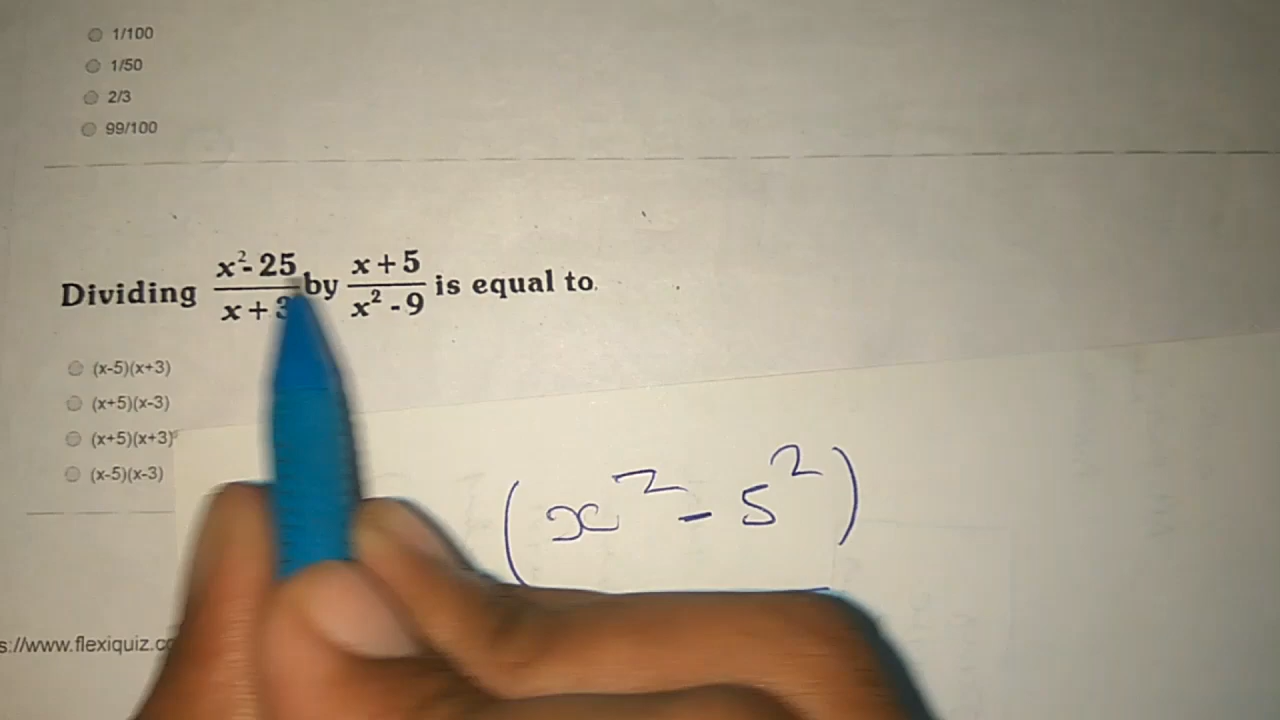 1/100
1/50
2/3
99/100
Dividing x²-25/x+3 by x+5/x²-9 is equal to
(x-5)(x+3)
(x+5)(x-3)
(x+5)(x+3)
(x-5)(x-3)
(x² - 5²)
s://www.flexiquiz.co